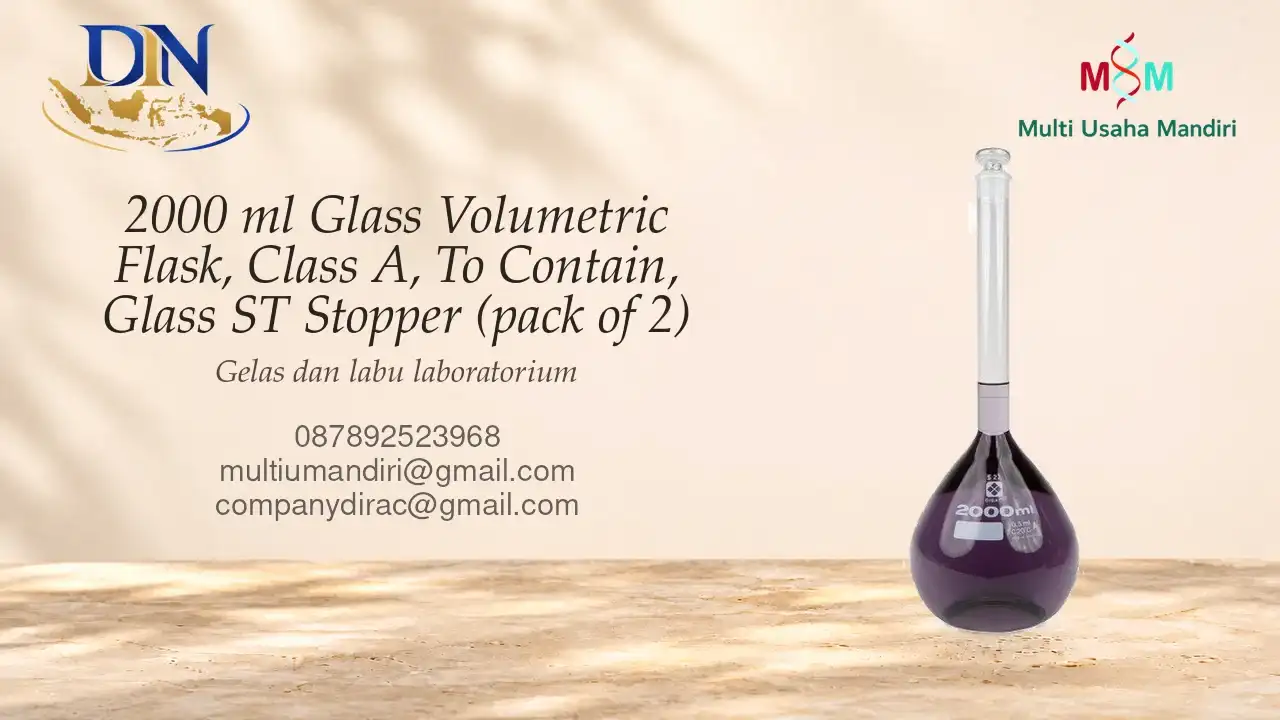 DIN
M M
Multi Usaha Mandiri
2000 ml Glass Volumetric
Flask, Class A, To Contain,
Glass ST Stopper (pack of 2)
Gelas dan labu laboratorium
087892523968
multiumandiri@gmail.com
companydirac@gmail.com
2000ml